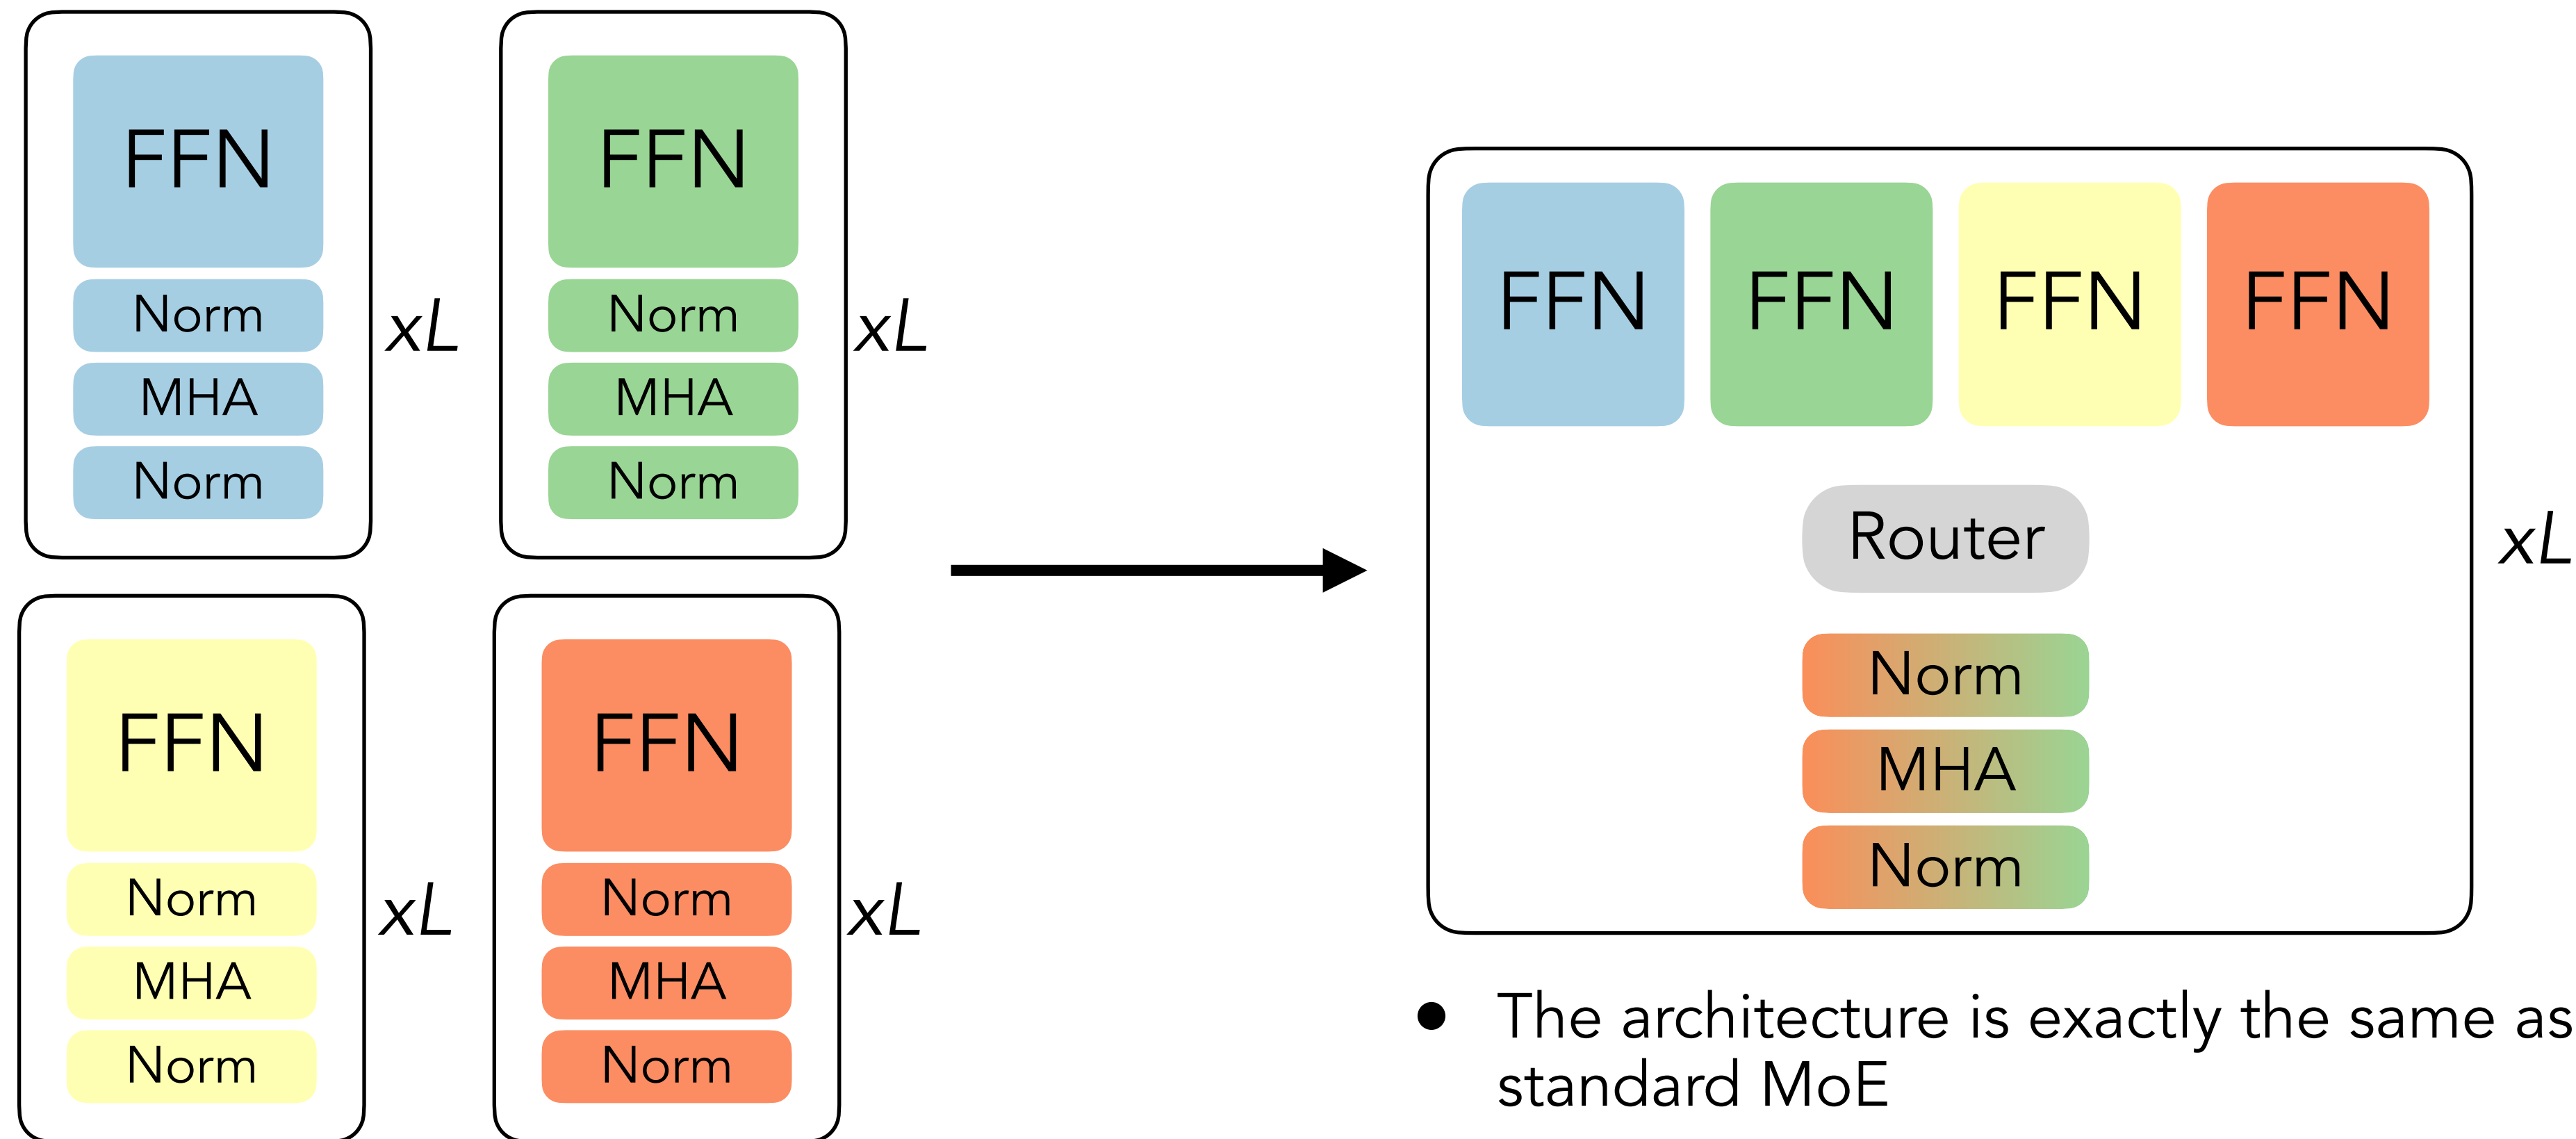 FFN
Norm
MHA
Norm
xL
FFN
Norm
MHA
Norm
xL
FFN
Norm
MHA
Norm
xL
FFN
Norm
MHA
Norm
xL
FFN FFN FFN FFN
Router
Norm
MHA
Norm
xL
• The architecture is exactly the same as
standard MoE